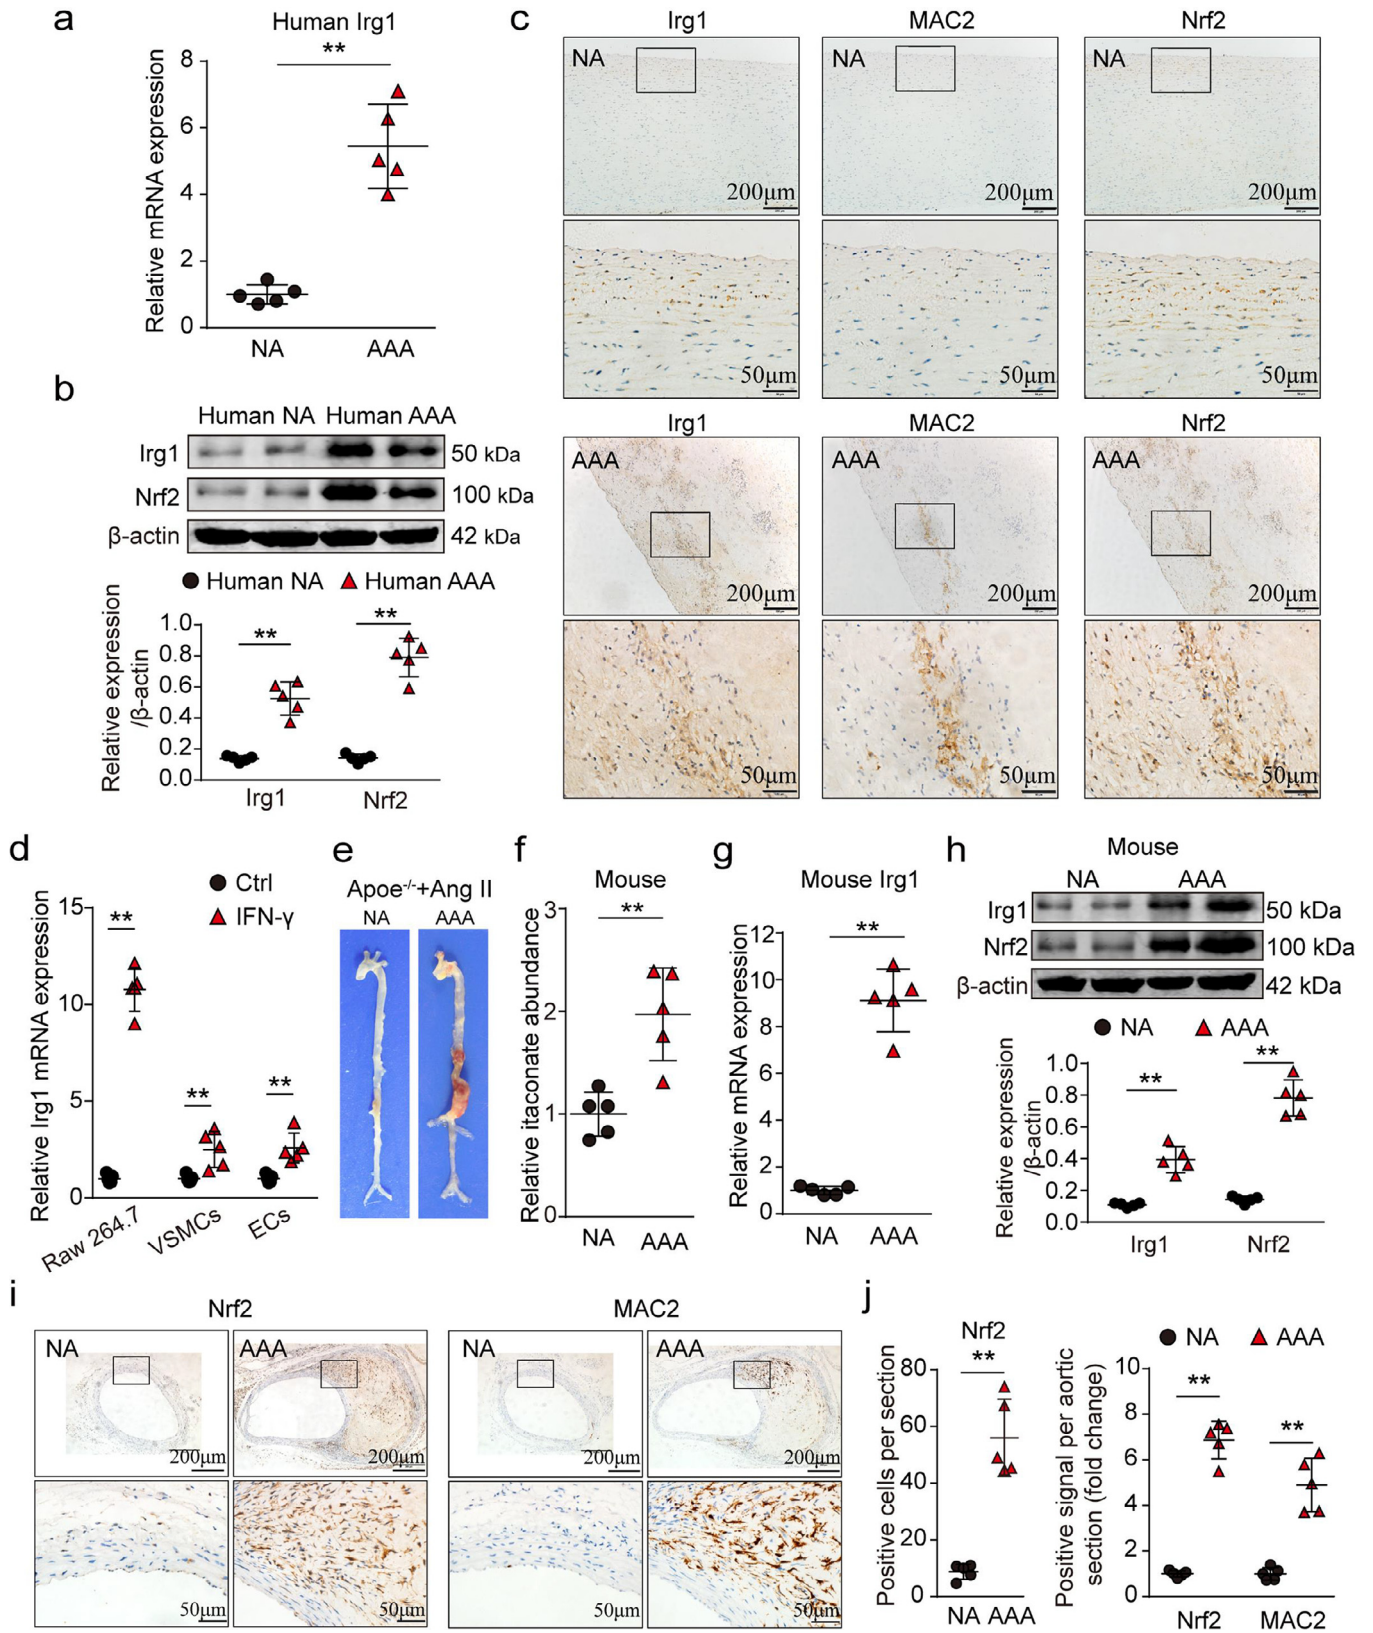 a
Human Irg1
**
Relative mRNA expression
8
6
4
2
0
NA AAA
b
Human NA Human AAA
Irg1 50 kDa
Nrf2 100 kDa
β-actin 42 kDa
Human NA Human AAA
Relative expression
/β-actin
1.0
0.8
0.6
0.4
0.2
0.0
** **
Irg1 Nrf2
c
Irg1 MAC2 Nrf2
NA NA NA
200μm 200μm 200μm
50μm 50μm 50μm
Irg1 MAC2 Nrf2
AAA AAA AAA
200μm 200μm 200μm
50μm 50μm 50μm
d
Ctrl
IFN-γ
Relative Irg1 mRNA expression
15
10
5
0
** ** **
Raw 264.7 VSMCs ECs
e
Apoe-/-+Ang II
NA AAA
f
Mouse
**
Relative itaconate abundance
3
2
1
0
NA AAA
g
Mouse Irg1
**
Relative mRNA expression
12
10
8
6
4
2
0
NA AAA
h
Mouse
NA AAA
Irg1 50 kDa
Nrf2 100 kDa
β-actin 42 kDa
NA AAA
Relative expression
/β-actin
1.0
0.8
0.6
0.4
0.2
0.0
** **
Irg1 Nrf2
i
Nrf2 MAC2
NA AAA NA AAA
200μm 200μm 200μm 200μm
50μm 50μm 50μm 50μm
j
Nrf2
**
Positive cells per section
80
60
40
20
0
NA AAA
NA AAA
Positive signal per aortic
section (fold change)
10
8
6
4
2
0
** **
Nrf2 MAC2